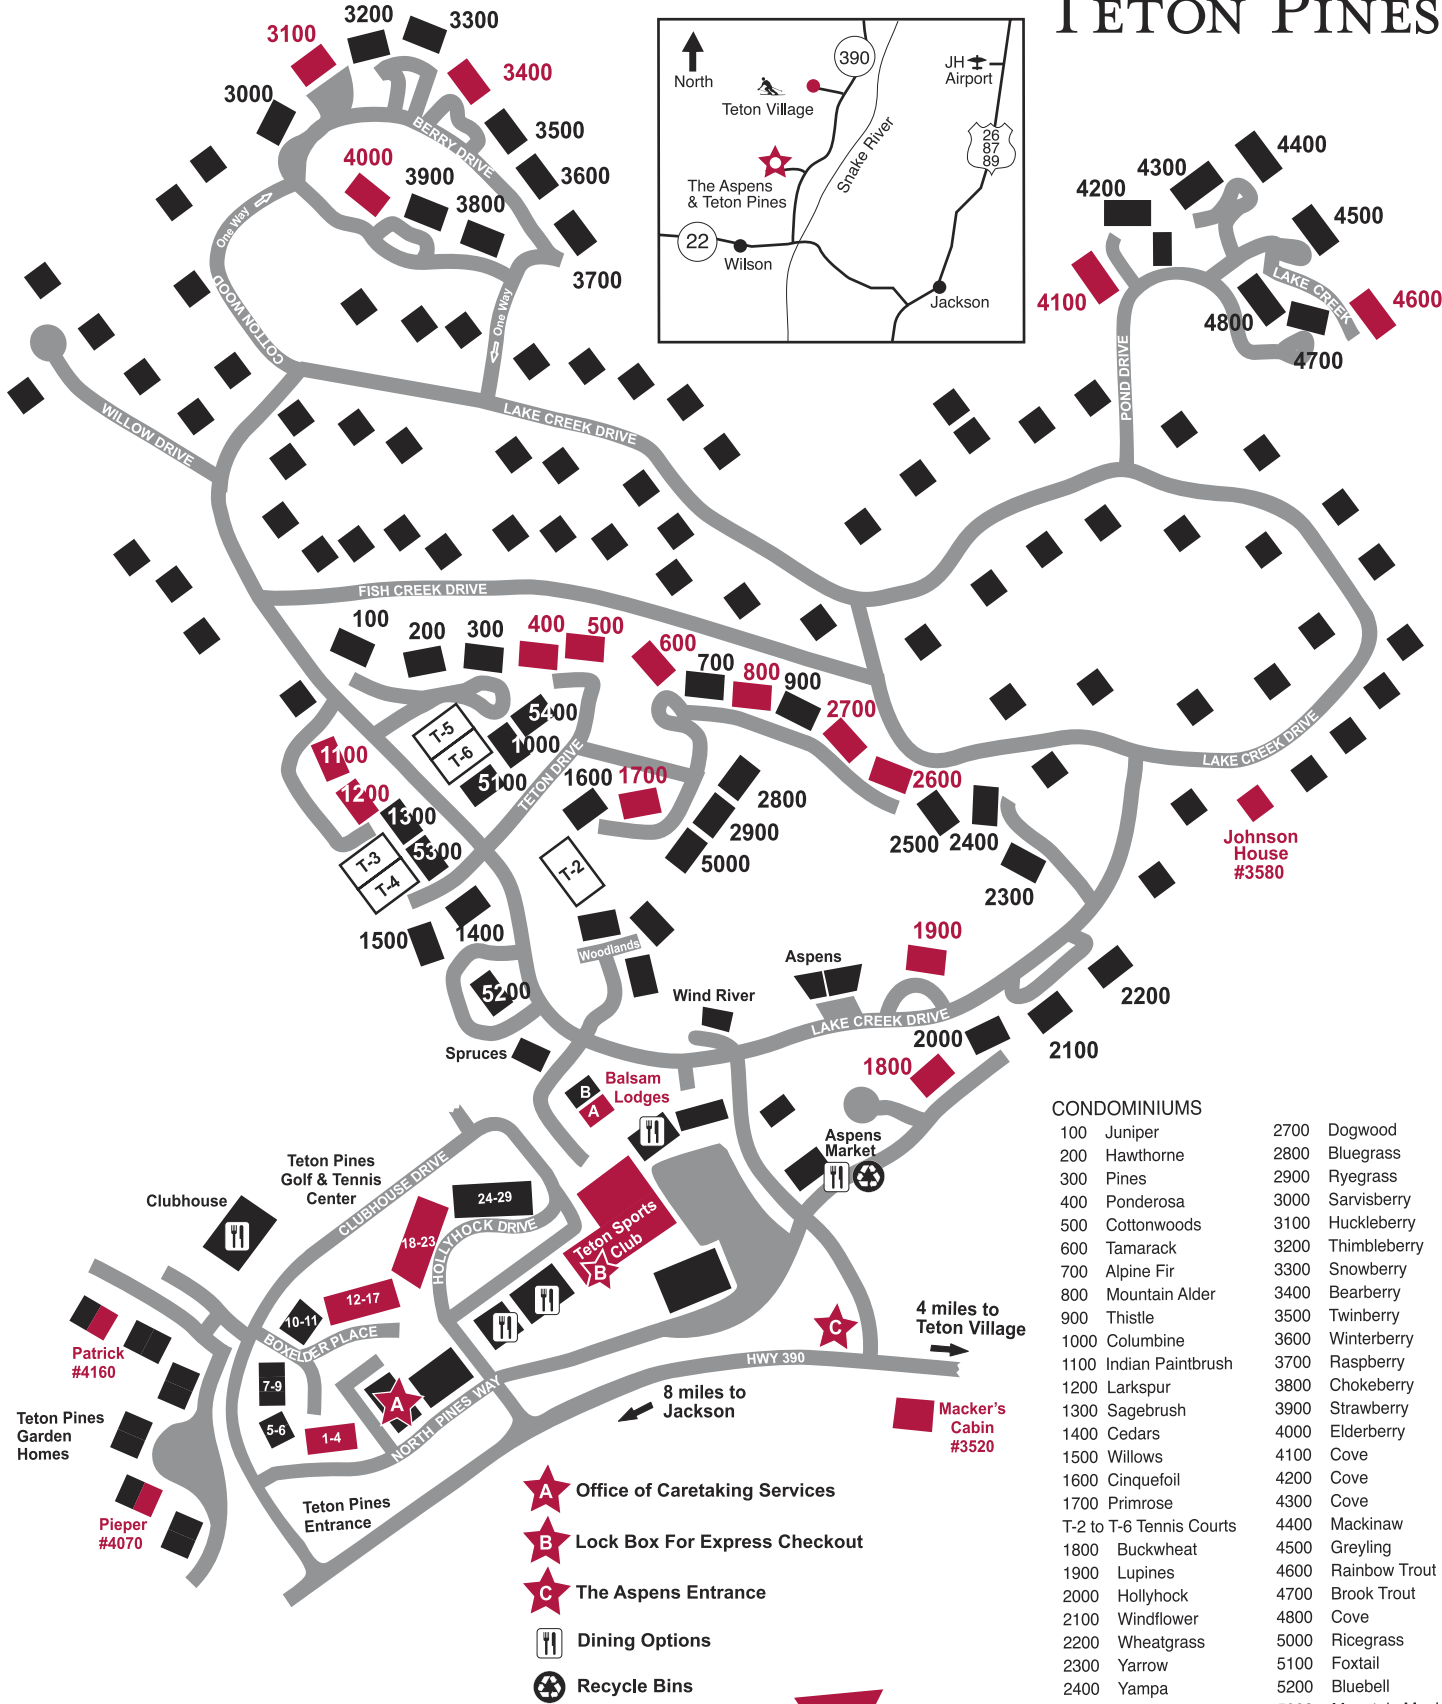 TETON PINES
3100
3200
3300
3400
3000
3500
3600
4000
3900
3800
3700
BERRY DRIVE
One Way
One Way
COTTON WOOD
WILLOW DRIVE
LAKE CREEK DRIVE
North
390
JH
Airport
Teton Village
26
87
89
Snake River
The Aspens
& Teton Pines
22
Wilson
Jackson
4400
4300
4200
4500
4100
4600
4800
4700
LAKE CREEK
POND DRIVE
FISH CREEK DRIVE
100
200
300
400
500
600
700
800
900
2700
2600
T-5
T-6
5400
1000
5100
1100
1200
1300
5300
T-3
T-4
TETON DRIVE
1600
1700
2800
2900
5000
2500
2400
2300
LAKE CREEK DRIVE
Johnson
House
#3580
T-2
1500
1400
5200
Woodlands
Aspens
1900
Wind River
LAKE CREEK DRIVE
2200
2000
2100
1800
Spruces
B
A
Balsam
Lodges
Aspens
Market
Teton Pines
Golf & Tennis
Center
Clubhouse
CLUBHOUSE DRIVE
24-29
18-23
HOLLYHOCK DRIVE
Teton Sports
Club
B
12-17
10-11
BOXELDER PLACE
Patrick
#4160
7-9
5-6
1-4
A
NORTH PINES WAY
Teton Pines
Garden
Homes
Pieper
#4070
Teton Pines
Entrance
C
4 miles to
Teton Village
HWY 390
8 miles to
Jackson
Macker's
Cabin
#3520
A Office of Caretaking Services
B Lock Box For Express Checkout
C The Aspens Entrance
Dining Options
Recycle Bins
CONDOMINIUMS
100 Juniper
200 Hawthorne
300 Pines
400 Ponderosa
500 Cottonwoods
600 Tamarack
700 Alpine Fir
800 Mountain Alder
900 Thistle
1000 Columbine
1100 Indian Paintbrush
1200 Larkspur
1300 Sagebrush
1400 Cedars
1500 Willows
1600 Cinquefoil
1700 Primrose
T-2 to T-6 Tennis Courts
1800 Buckwheat
1900 Lupines
2000 Hollyhock
2100 Windflower
2200 Wheatgrass
2300 Yarrow
2400 Yampa
2700 Dogwood
2800 Bluegrass
2900 Ryegrass
3000 Sarvisberry
3100 Huckleberry
3200 Thimbleberry
3300 Snowberry
3400 Bearberry
3500 Twinberry
3600 Winterberry
3700 Raspberry
3800 Chokeberry
3900 Strawberry
4000 Elderberry
4100 Cove
4200 Cove
4300 Cove
4400 Mackinaw
4500 Greyling
4600 Rainbow Trout
4700 Brook Trout
4800 Cove
5000 Ricegrass
5100 Foxtail
5200 Bluebell